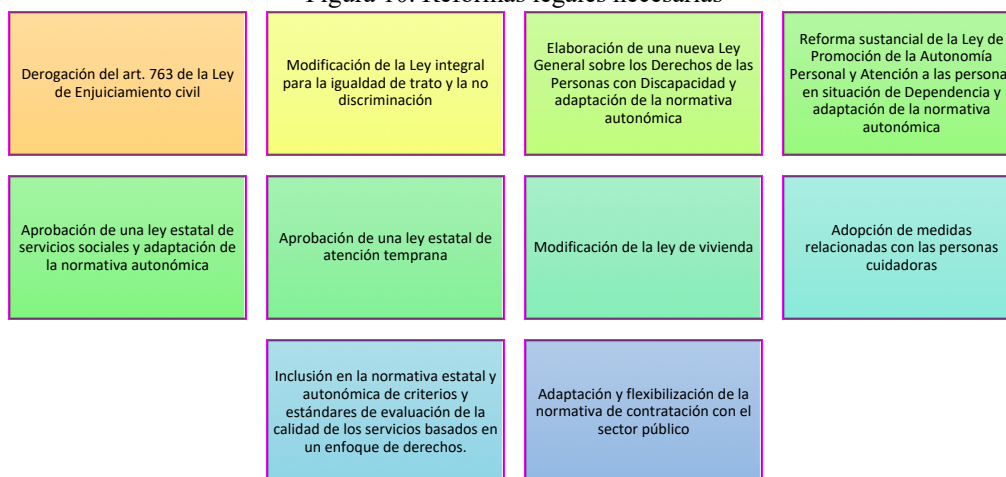 Figura 10. Reformas legales necesarias
Derogación del art. 763 de la Ley
de Enjuiciamiento civil
Modificación de la Ley integral
para la igualdad de trato y la no
discriminación
Elaboración de una nueva Ley
General sobre los Derechos de las
Personas con Discapacidad y
adaptación de la normativa
autonómica
Reforma sustancial de la Ley de
Promoción de la Autonomía
Personal y Atención a las persona
en situación de Dependencia y
adaptación de la normativa
autonómica
Aprobación de una ley estatal de
servicios sociales y adaptación de
la normativa autonómica
Aprobación de una ley estatal de
atención temprana
Modificación de la ley de vivienda
Adopción de medidas
relacionadas con las personas
cuidadoras
Inclusión en la normativa estatal y
autonómica de criterios y
estándares de evaluación de la
calidad de los servicios basados en
un enfoque de derechos.
Adaptación y flexibilización de la
normativa de contratación con el
sector público